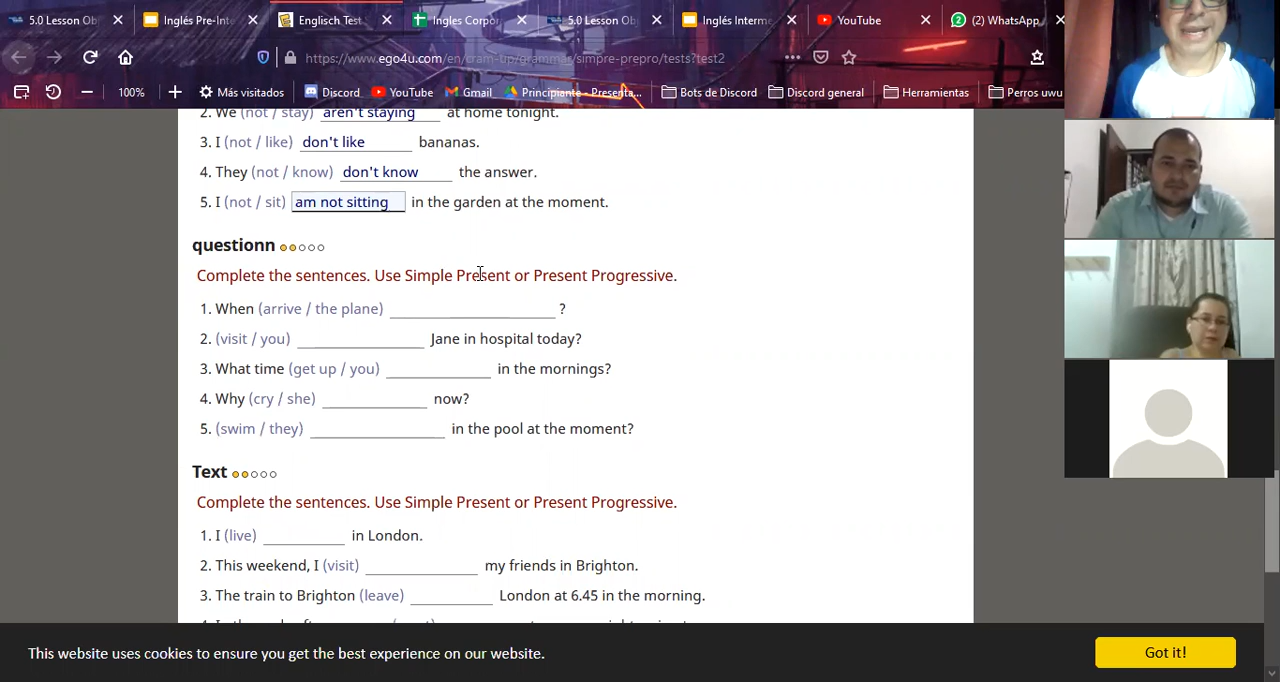 5.0 Lesson Ob
Inglés Pre-Int
Englisch Test
Ingles Corpo
5.0 Lesson Ob
Inglés Interme
YouTube
(2) WhatsApp
https://www.ego4u.com/en/cram-up/grammar/simpre-prepro/tests?test2
100%
Más visitados
Discord
YouTube
Gmail
Principiante - Presenta...
Bots de Discord
Discord general
Herramientas
Perros uwu
2. We (not / stay) aren't staying at home tonight.
3. I (not / like) don't like bananas.
4. They (not / know) don't know the answer.
5. I (not / sit) am not sitting in the garden at the moment.
questionn
Complete the sentences. Use Simple Present or Present Progressive.
1. When (arrive / the plane) ?
2. (visit / you) Jane in hospital today?
3. What time (get up / you) in the mornings?
4. Why (cry / she) now?
5. (swim / they) in the pool at the moment?
Text
Complete the sentences. Use Simple Present or Present Progressive.
1. I (live) in London.
2. This weekend, I (visit) my friends in Brighton.
3. The train to Brighton (leave) London at 6.45 in the morning.
This website uses cookies to ensure you get the best experience on our website.
Got it!